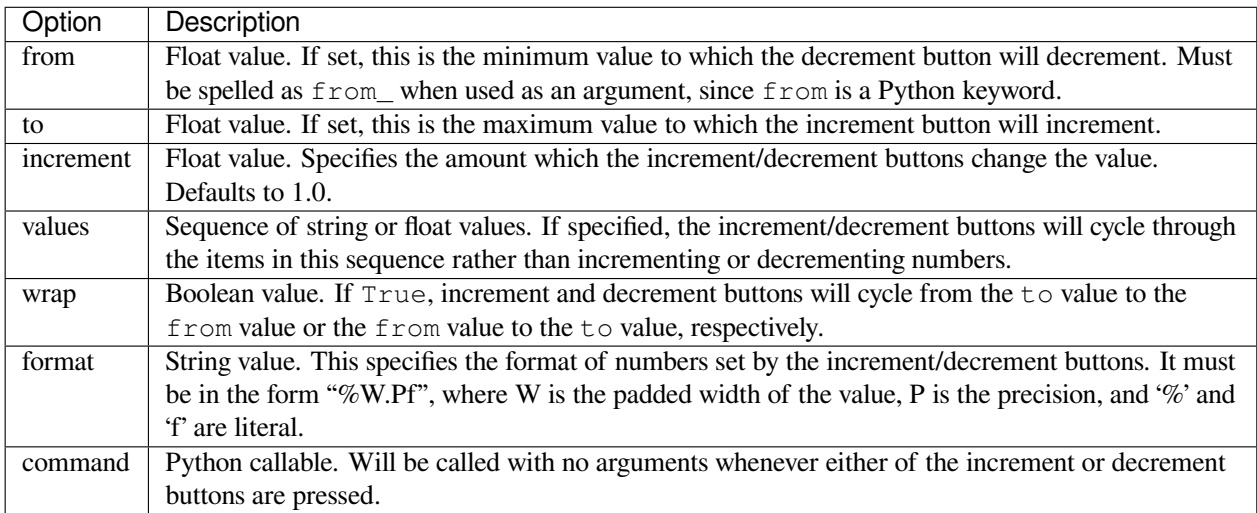 Option Description
from Float value. If set, this is the minimum value to which the decrement button will decrement. Must
be spelled as from_ when used as an argument, since from is a Python keyword.
to Float value. If set, this is the maximum value to which the increment button will increment.
increment Float value. Specifies the amount which the increment/decrement buttons change the value.
Defaults to 1.0.
values Sequence of string or float values. If specified, the increment/decrement buttons will cycle through
the items in this sequence rather than incrementing or decrementing numbers.
wrap Boolean value. If True, increment and decrement buttons will cycle from the to value to the
from value or the from value to the to value, respectively.
format String value. This specifies the format of numbers set by the increment/decrement buttons. It must
be in the form “%W.Pf”, where W is the padded width of the value, P is the precision, and ‘%’ and
‘f’ are literal.
command Python callable. Will be called with no arguments whenever either of the increment or decrement
buttons are pressed.